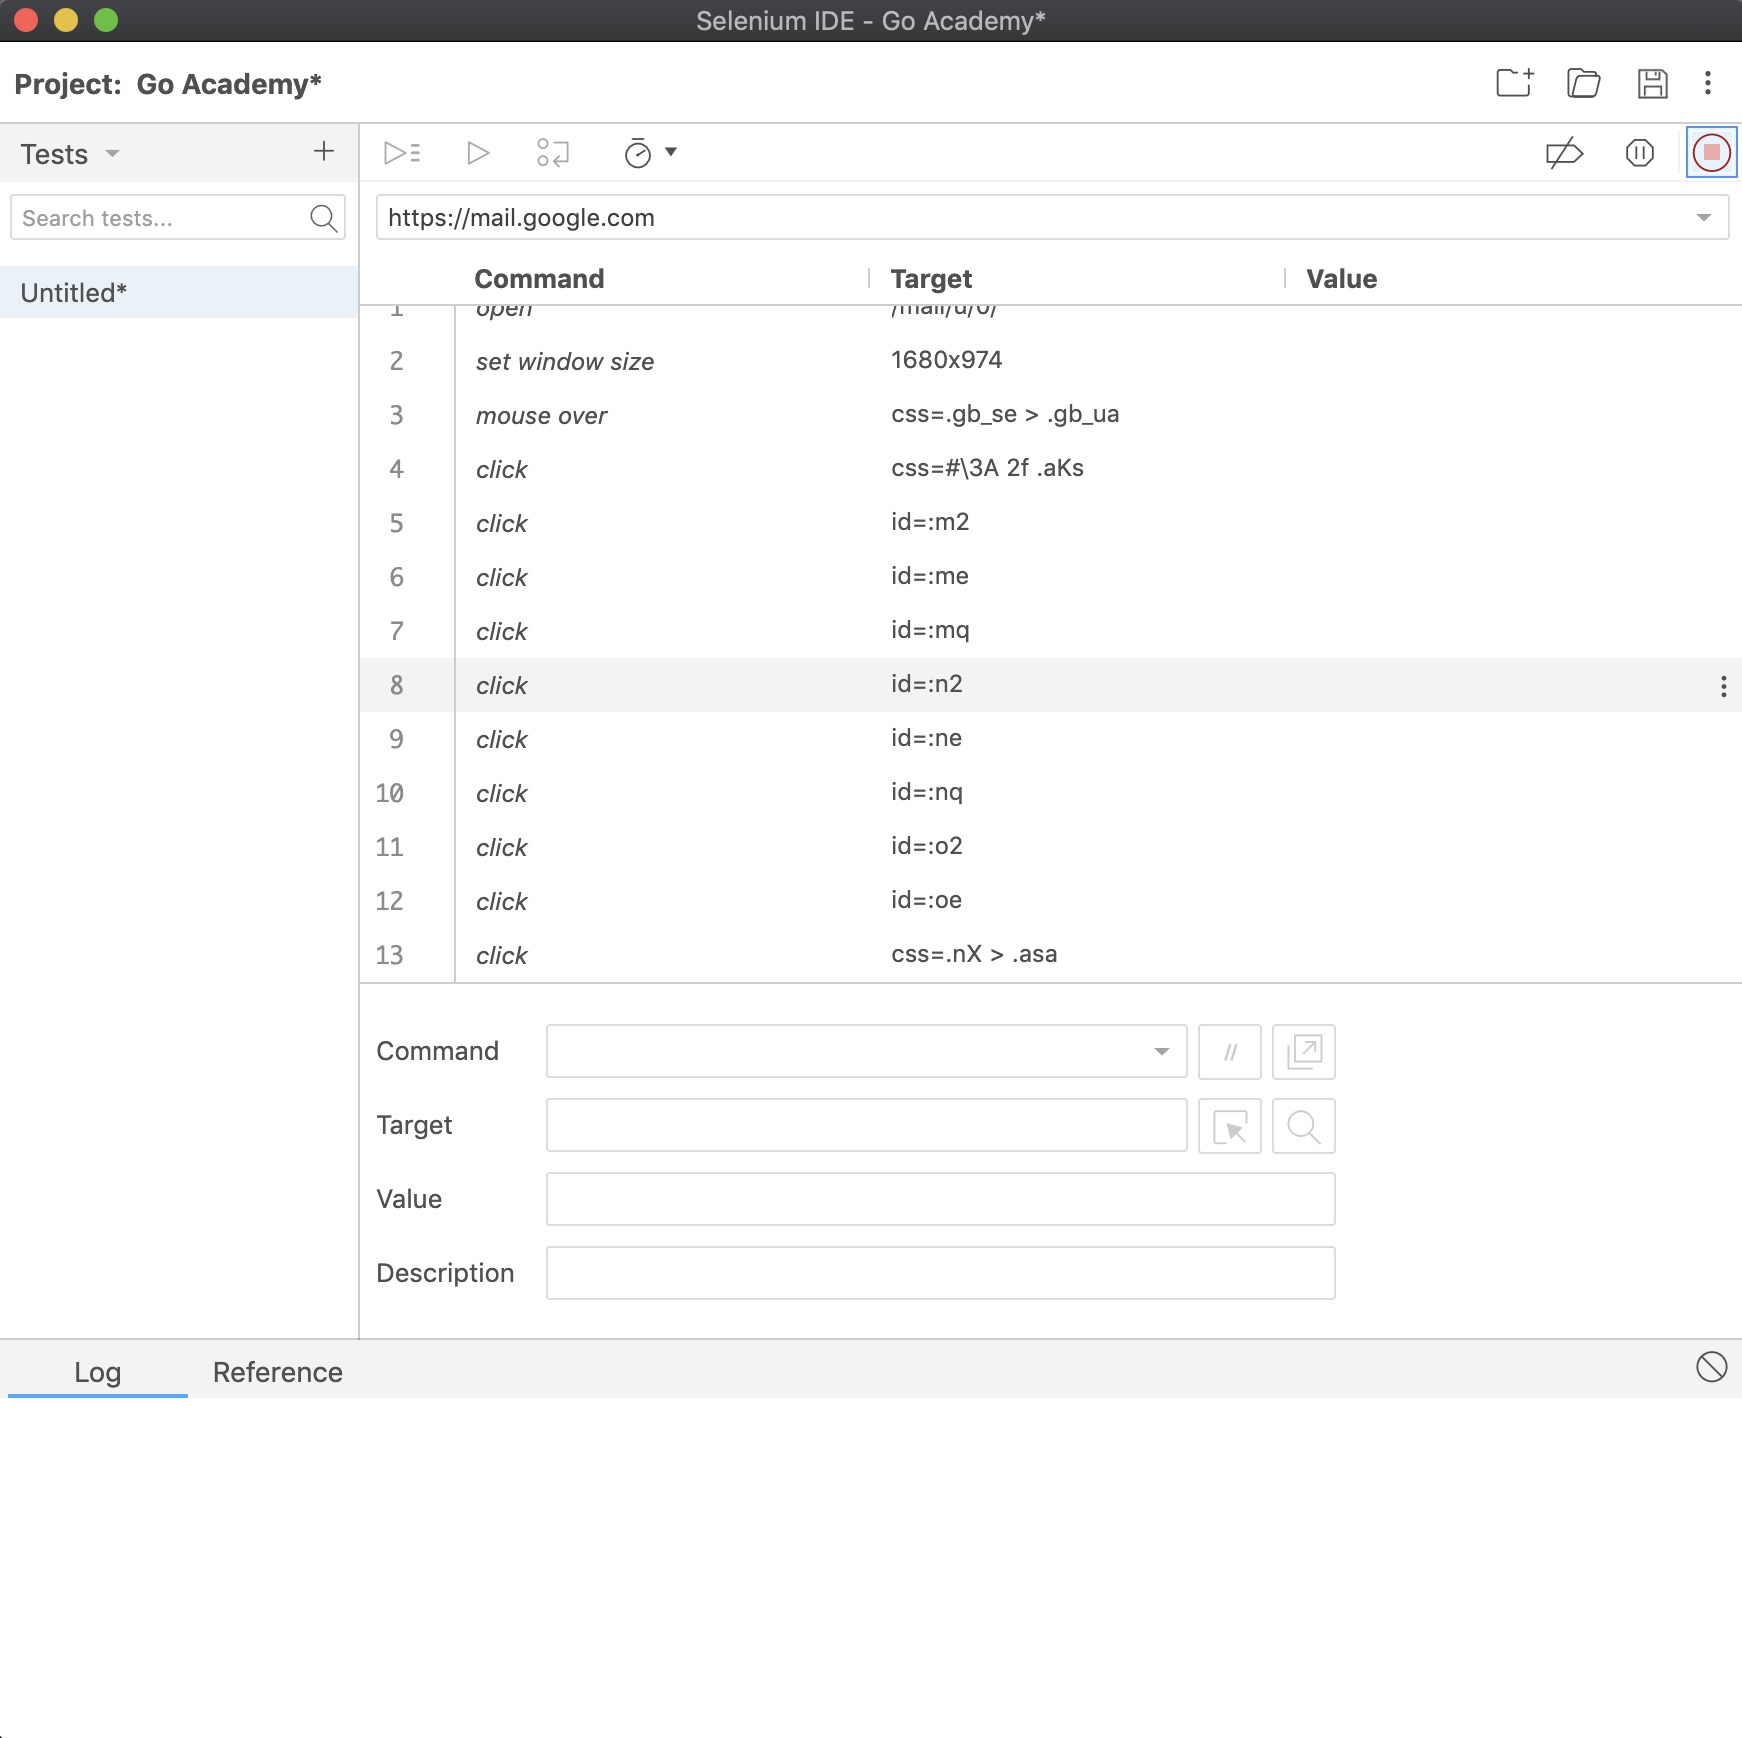 Selenium IDE - Go Academy*
Project: Go Academy*
Tests
Search tests...
https://mail.google.com
Untitled*
Command Target Value
1 open /mail/u/0/
2 set window size 1680x974
3 mouse over css=.gb_se > .gb_ua
4 click css=#\3A 2f .aKs
5 click id=:m2
6 click id=:me
7 click id=:mq
8 click id=:n2
9 click id=:ne
10 click id=:nq
11 click id=:o2
12 click id=:oe
13 click css=.nX > .asa
Command //
Target
Value
Description
Log Reference